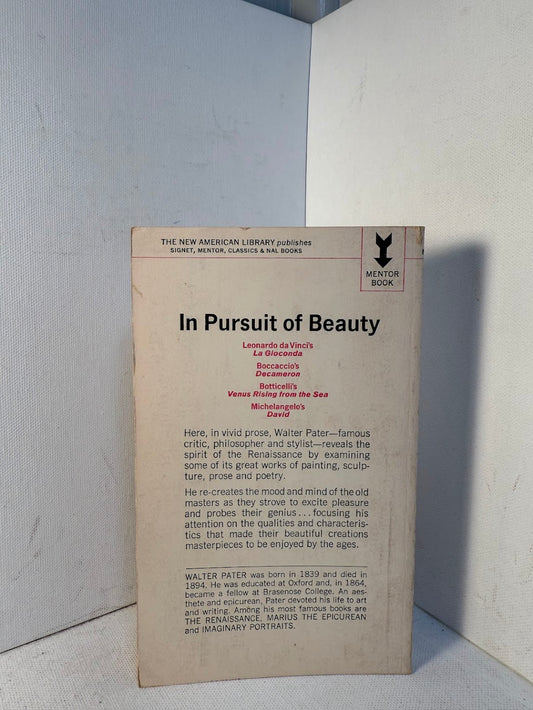 THE NEW AMERICAN LIBRARY publishes
SIGNET, MENTOR, CLASSICS & NAL BOOKS
MENTOR
BOOK
In Pursuit of Beauty
Leonardo da Vinci's
La Gioconda
Boccaccio's
Decameron
Botticelli's
Venus Rising from the Sea
Michelangelo's
David
Here, in vivid prose, Walter Pater—famous
critic, philosopher and stylist—reveals the
spirit of the Renaissance by examining
some of its great works of painting, sculp-
ture, prose and poetry.
He re-creates the mood and mind of the old
masters as they strove to excite pleasure
and probes their genius ... focusing his
attention on the qualities and characteris-
tics that made their beautiful creations
masterpieces to be enjoyed by the ages.
WALTER PATER was born in 1839 and died in
1894. He was educated at Oxford and, in 1864,
became a fellow at Brasenose College. An aes-
thete and epicurean, Pater devoted his life to art
and writing. Among his most famous books are
THE RENAISSANCE, MARIUS THE EPICUREAN
and IMAGINARY PORTRAITS.